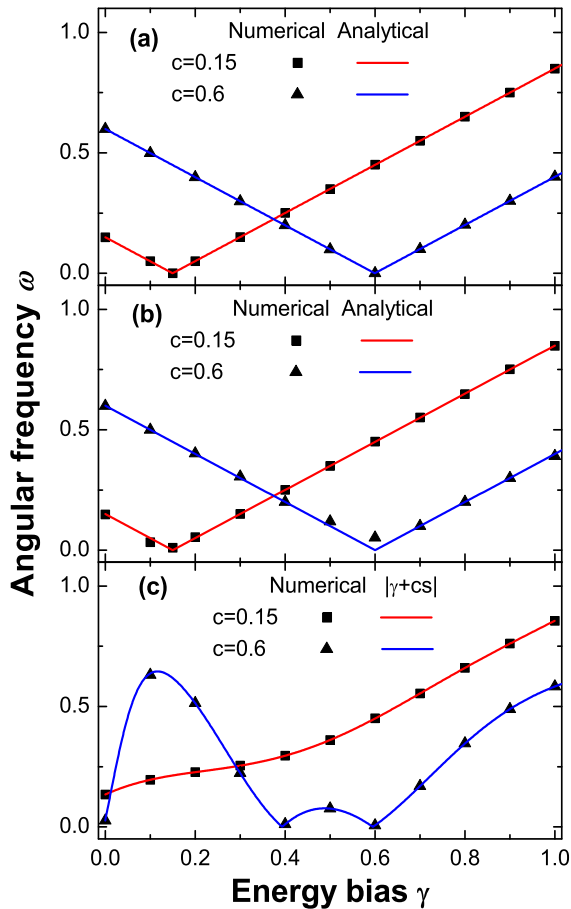 (a) Numerical Analytical
c=0.15
c=0.6
1.0
0.5
0.0
(b) Numerical Analytical
c=0.15
c=0.6
1.0
0.5
0.0
(c) Numerical |γ+cs|
c=0.15
c=0.6
1.0
0.5
0.0
0.0 0.2 0.4 0.6 0.8 1.0
Energy bias γ
Angular frequency ω